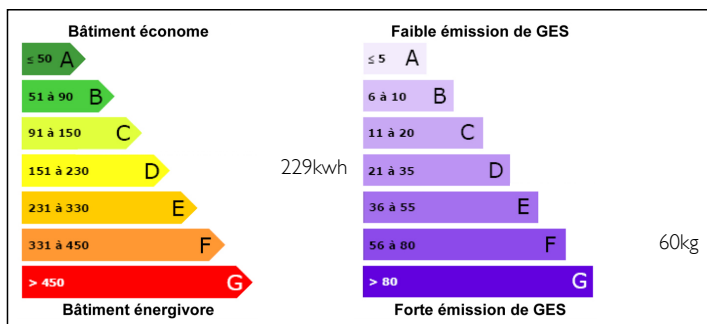 Bâtiment économe
≤ 50 A
51 à 90 B
91 à 150 C
151 à 230 D
229kwh
231 à 330 E
331 à 450 F
> 450 G
Bâtiment énergivore
Faible émission de GES
≤ 5 A
6 à 10 B
11 à 20 C
21 à 35 D
36 à 55 E
56 à 80 F
60kg
> 80 G
Forte émission de GES